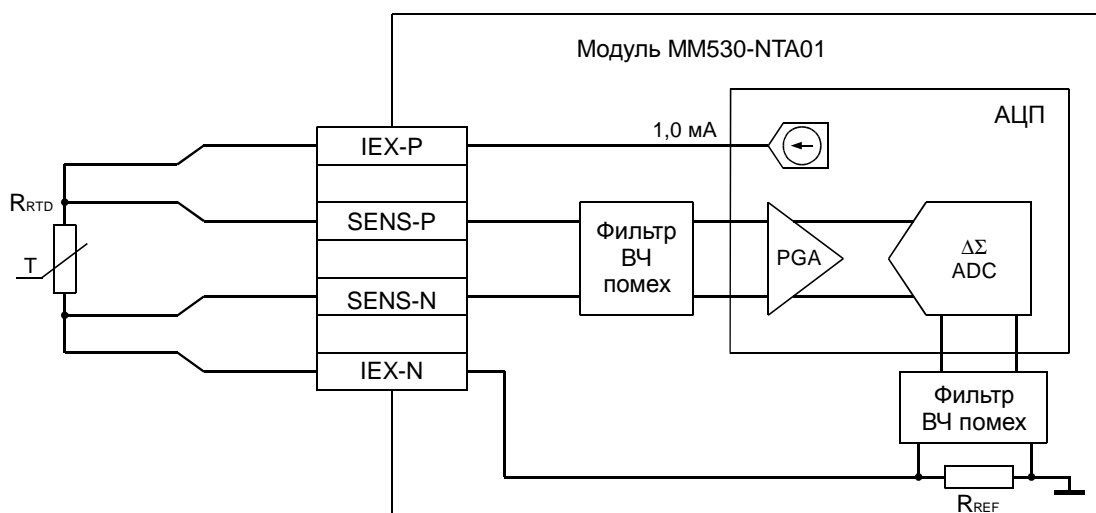 Модуль ММ530-NTA01
АЦП
1,0 мА
IEX-P
RRTD
SENS-P
Фильтр
ВЧ
помех
PGA
ΔΣ
ADC
T
SENS-N
IEX-N
Фильтр
ВЧ помех
RREF